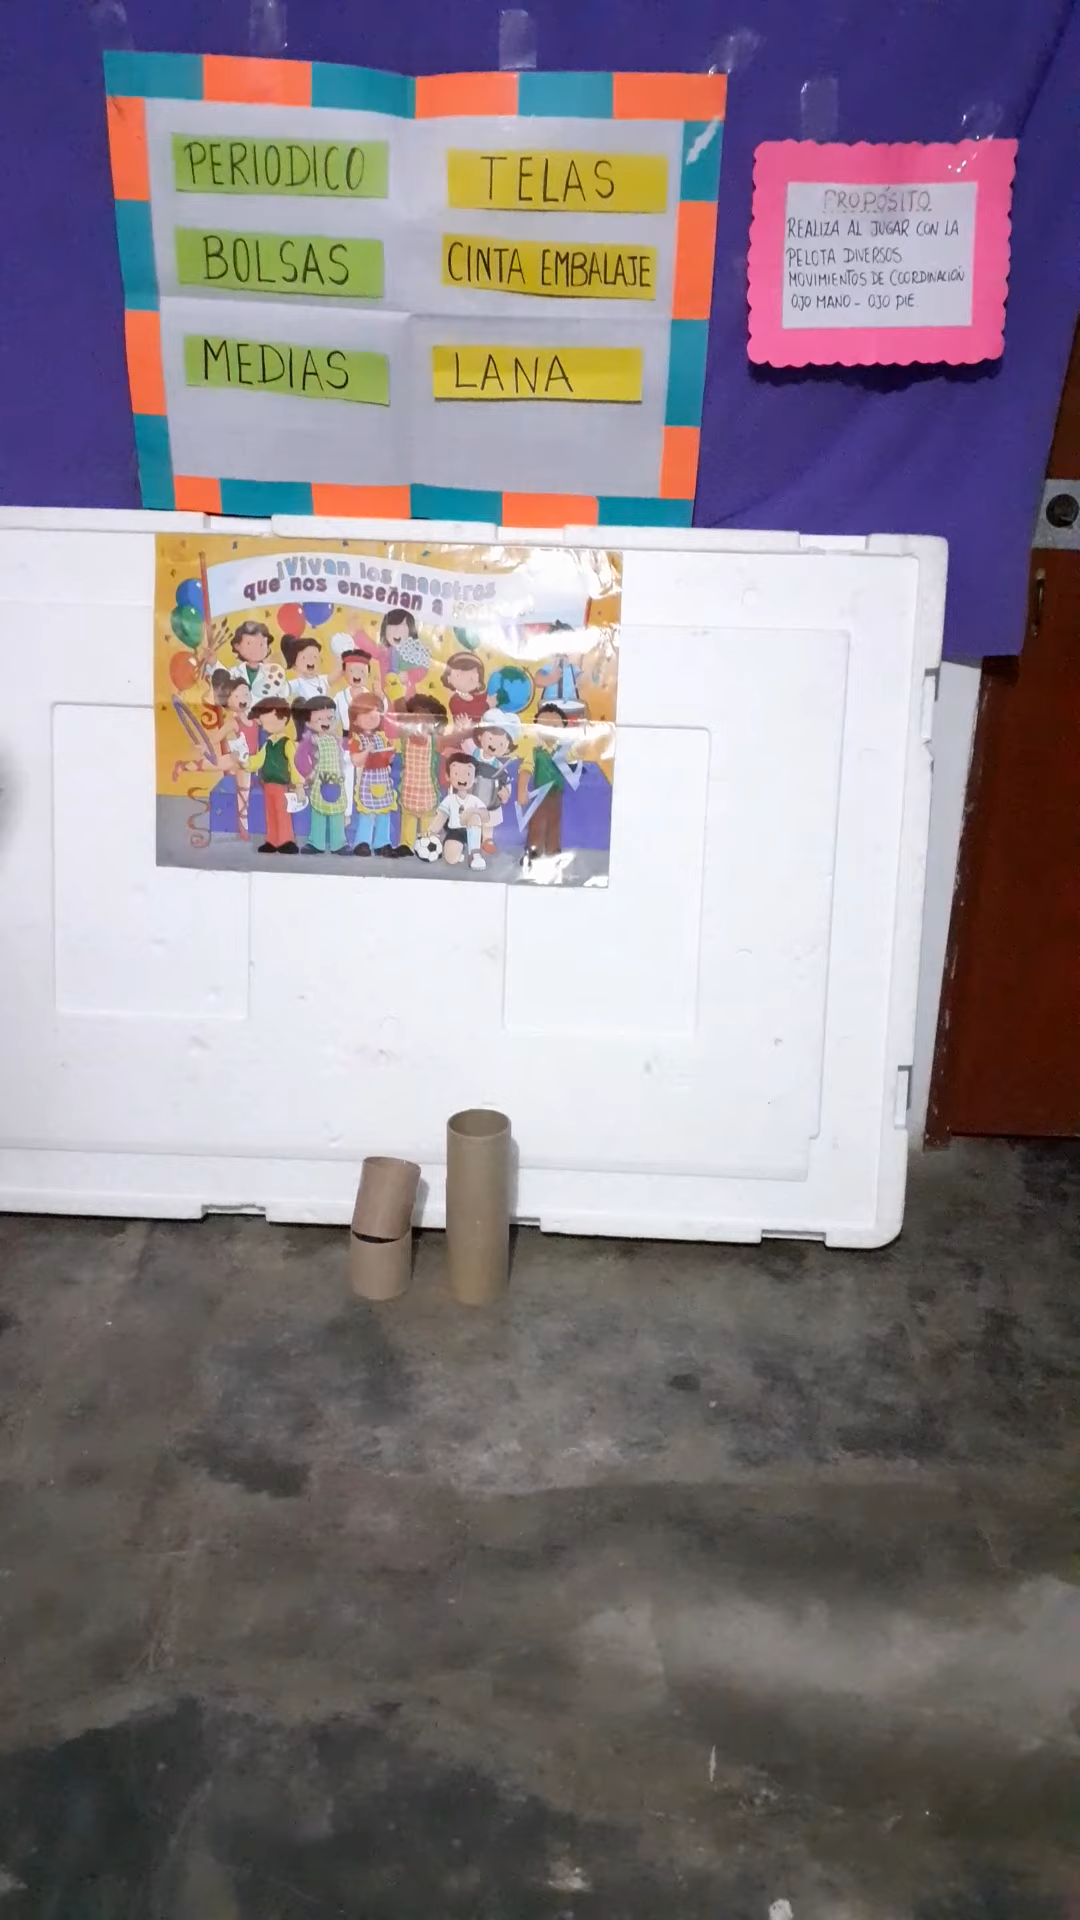 PERIODICO
TELAS
BOLSAS
CINTA EMBALAJE
MEDIAS
LANA
PROPÓSITO
REALIZA AL JUGAR CON LA
PELOTA DIVERSOS
MOVIMIENTOS DE COORDINACIÓN
OJO MANO - OJO PIE
¡Vivan los maestros
que nos enseñan a